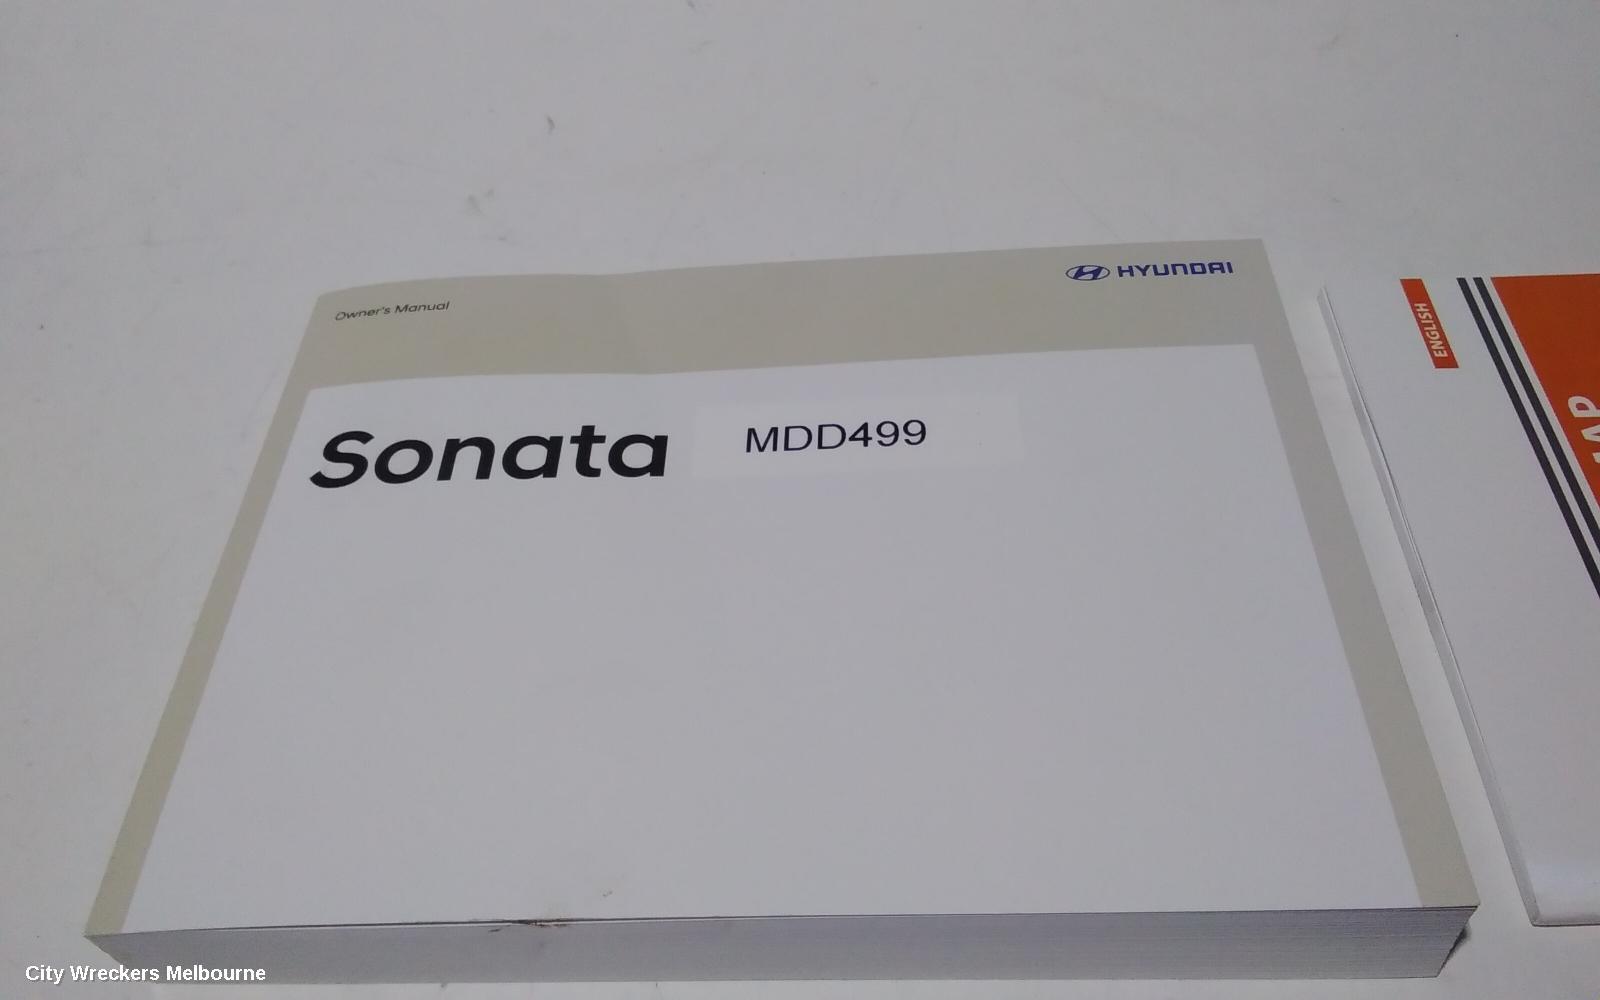 Owner's Manual
HYUNDAI
Sonata
MDD499
ENGLISH
City Wreckers Melbourne